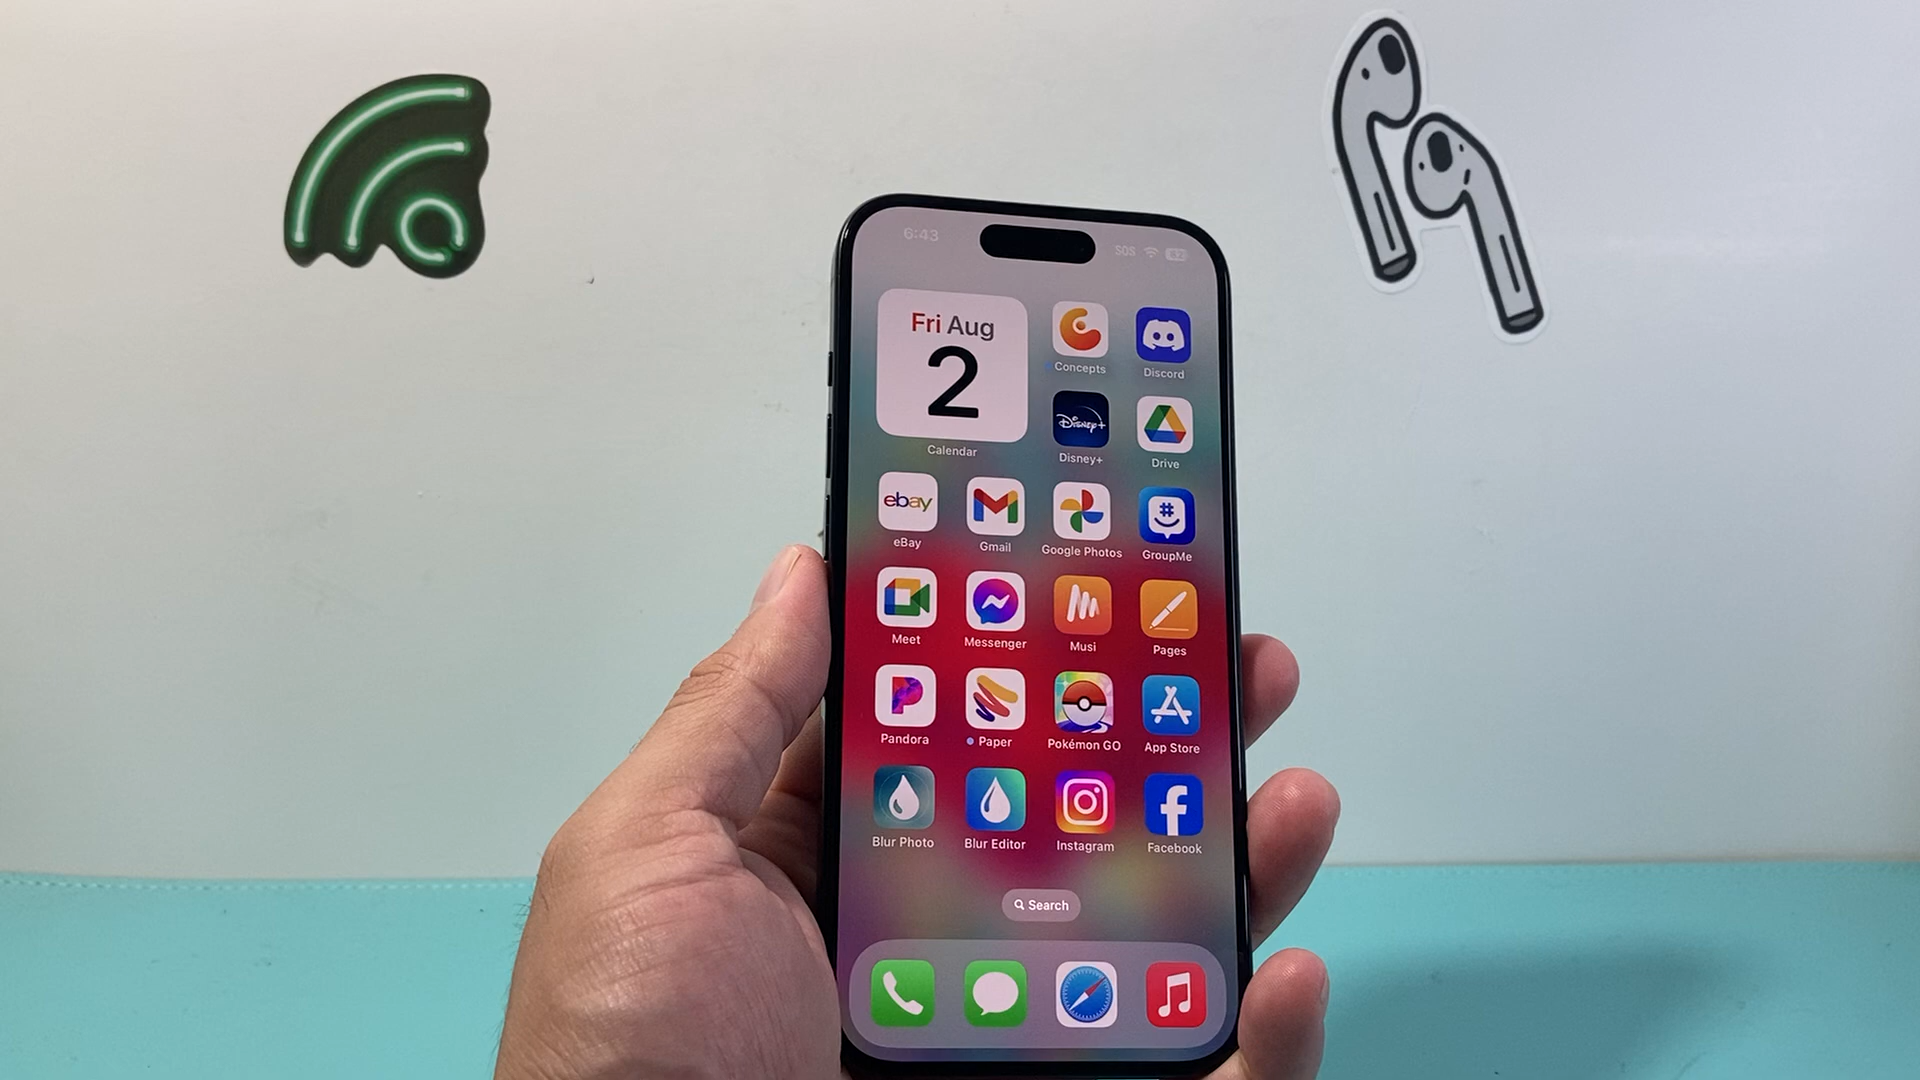 6:43
SOS
Fri Aug
2
Calendar
Concepts
Discord
Disney+
Disney+
Drive
ebay
eBay
Gmail
Google Photos
GroupMe
Meet
Messenger
Musi
Pages
Pandora
Paper
Pokémon GO
App Store
Blur Photo
Blur Editor
Instagram
Facebook
Search